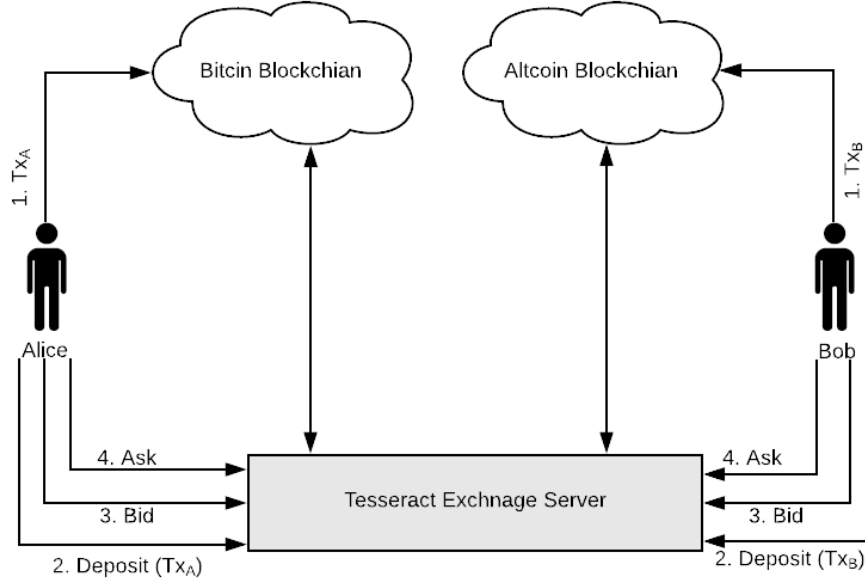 Bitcin Blockchian
Altcoin Blockchian
1. TxA
1. TxB
Alice
Bob
4. Ask
4. Ask
Tesseract Exchnage Server
3. Bid
3. Bid
2. Deposit (TxA)
2. Deposit (TxB)